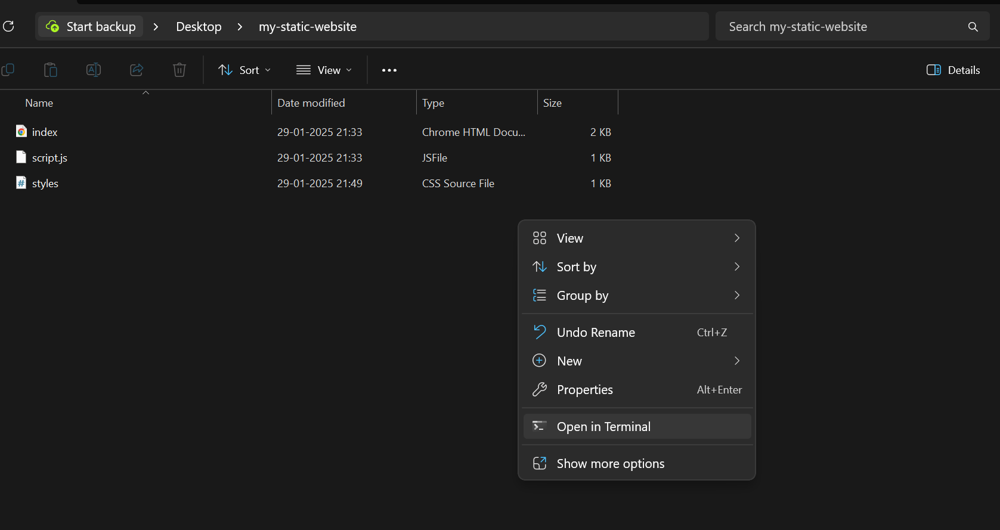 Start backup > Desktop > my-static-website
Search my-static-website
Sort View ••• Details
Name Date modified Type Size
index 29-01-2025 21:33 Chrome HTML Docu... 2 KB
script.js 29-01-2025 21:33 JSFile 1 KB
styles 29-01-2025 21:49 CSS Source File 1 KB
View
Sort by
Group by
Undo Rename Ctrl+Z
New
Properties Alt+Enter
Open in Terminal
Show more options